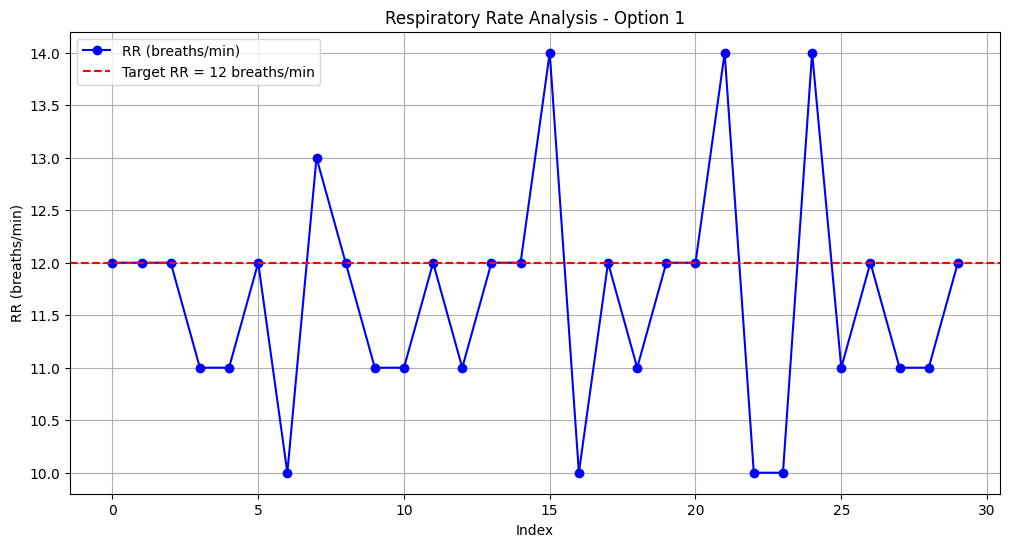 Respiratory Rate Analysis - Option 1
RR (breaths/min)
Target RR = 12 breaths/min
14.0
13.5
13.0
12.5
12.0
11.5
11.0
10.5
10.0
RR (breaths/min)
0 5 10 15 20 25 30
Index